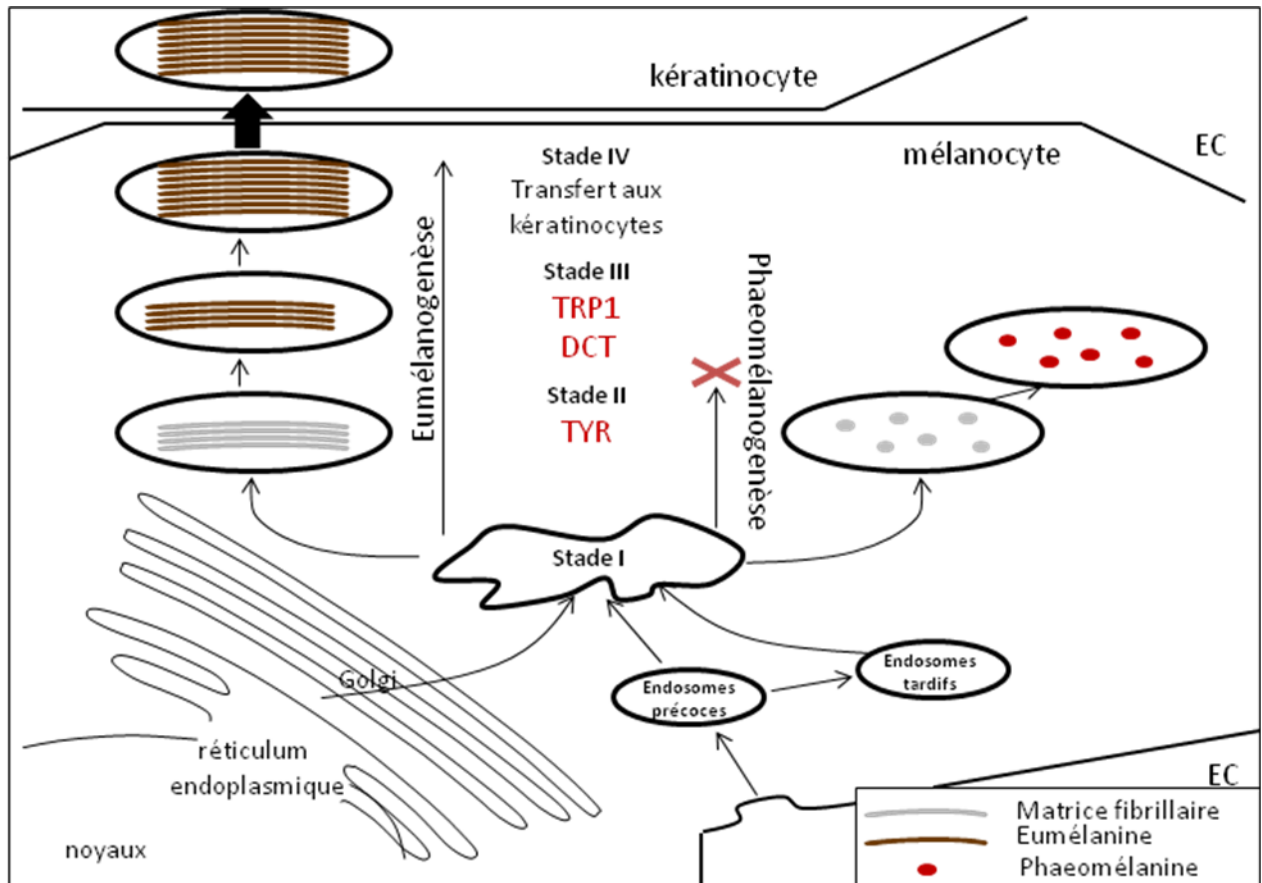 kératinocyte
EC
mélanocyte
Stade IV
Transfert aux
kératinocytes
Stade III
TRP1
DCT
Stade II
TYR
Eumélanogenèse
Phaeomélanogenèse
Stade I
Golgi
Endosomes
précoces
Endosomes
tardifs
réticulum
endoplasmique
noyaux
EC
Matrice fibrillaire
Eumélanine
Phaeomélanine